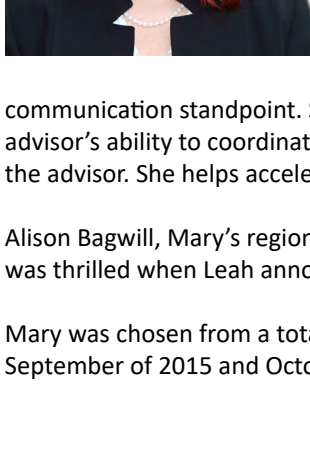 communication standpoint.
advisor's ability to coordinat
the advisor. She helps accele
Alison Bagwill, Mary's region
was thrilled when Leah anno
Mary was chosen from a tota
September of 2015 and Octo